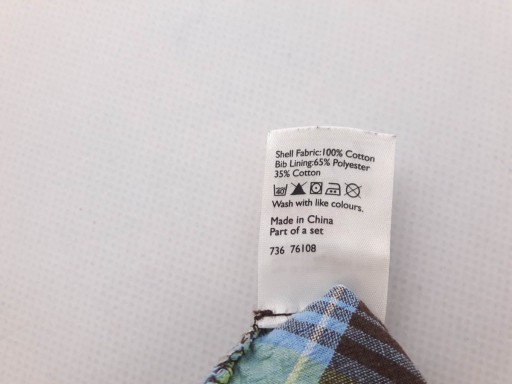 Shell Fabric:100% Cotton
Bib Lining:65% Polyester
35% Cotton
40
Wash with like colours.
Made in China
Part of a set
736 76108